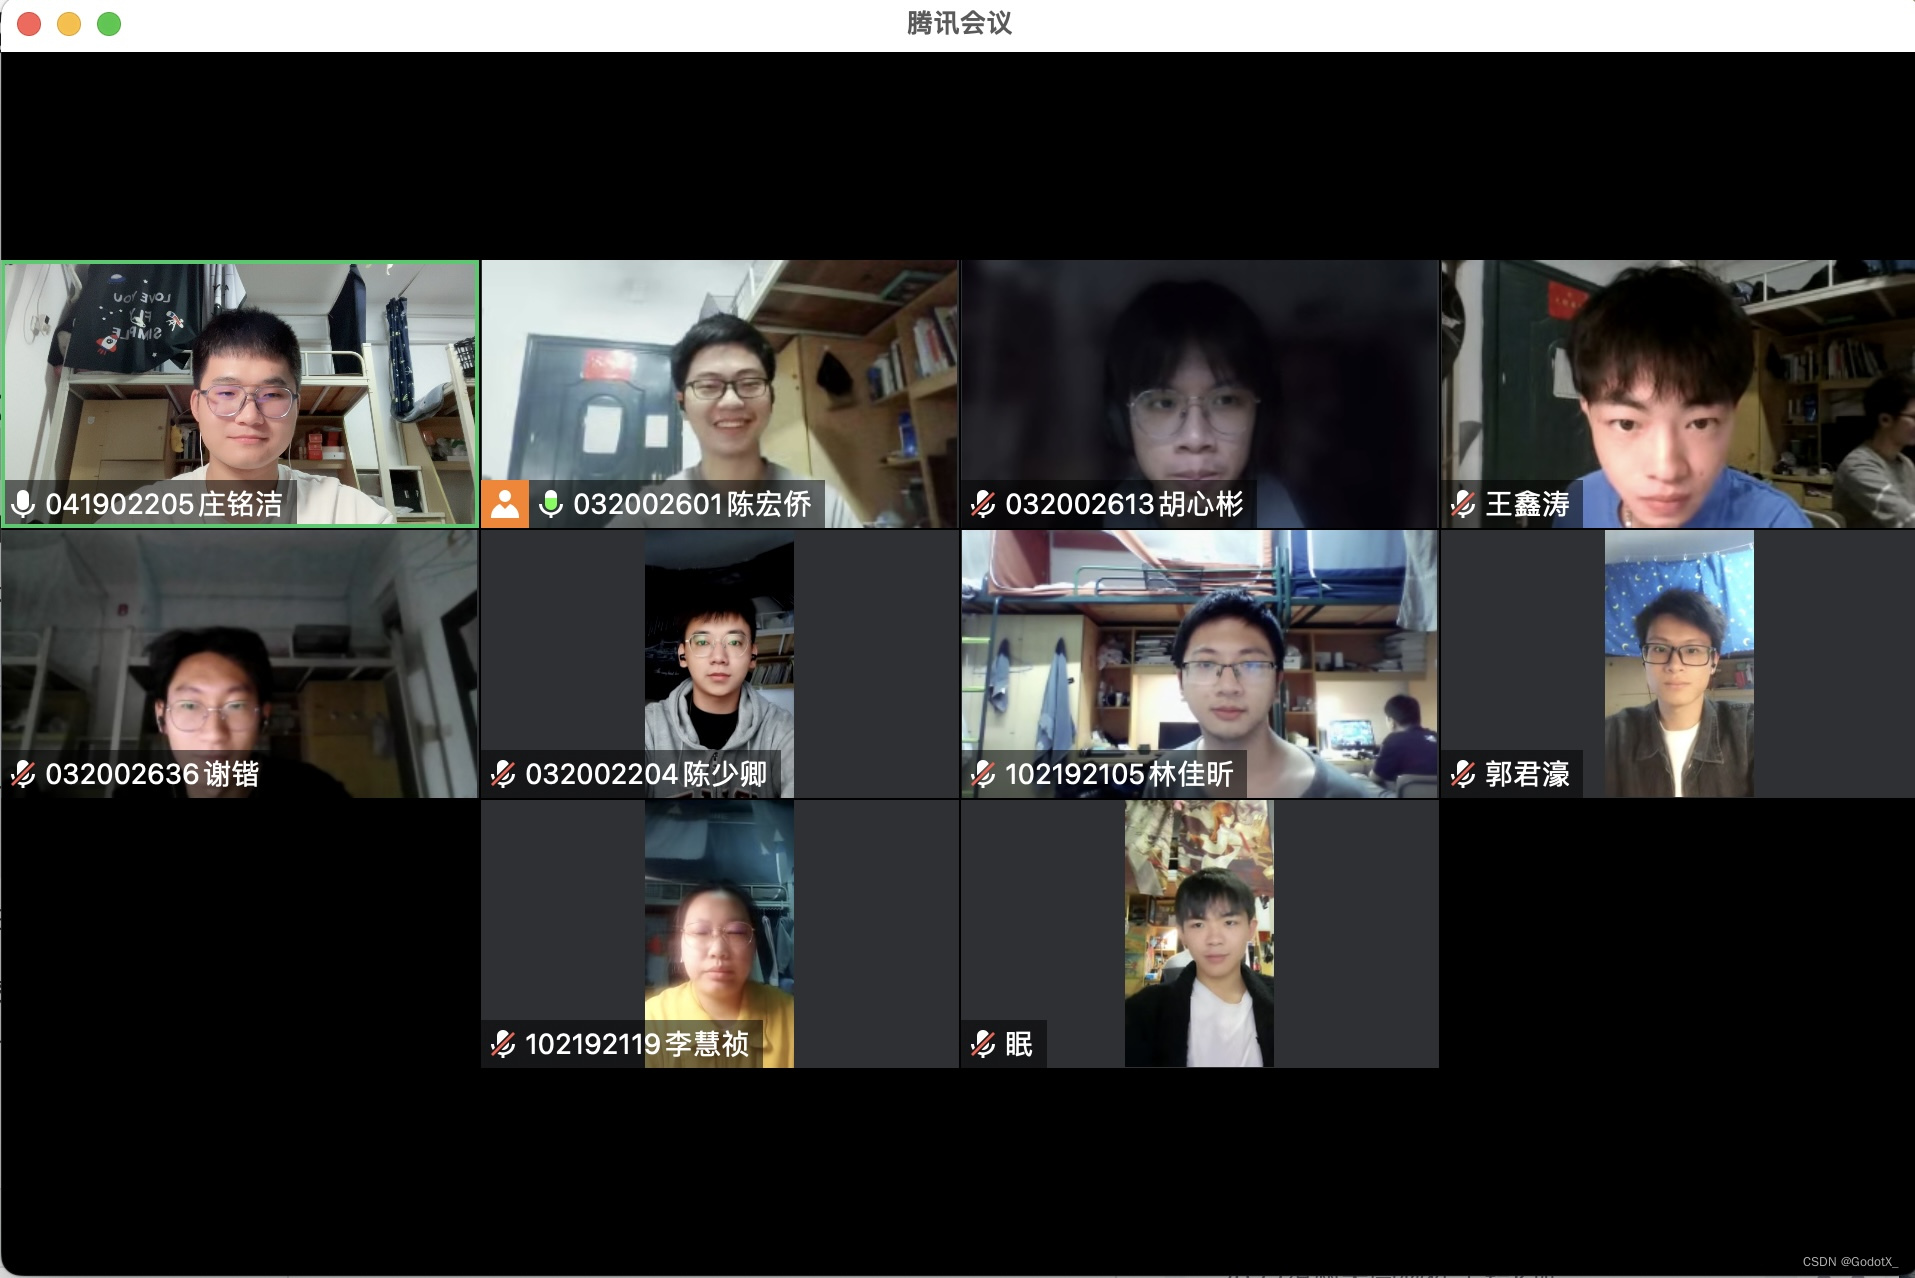 腾讯会议
LOVE YOU
FLY
SIMPLE
041902205庄铭洁
032002601陈宏侨
032002613胡心彬
王鑫涛
032002636谢锴
032002204陈少卿
102192105林佳昕
郭君濠
102192119李慧祯
眠
CSDN @GodotX_